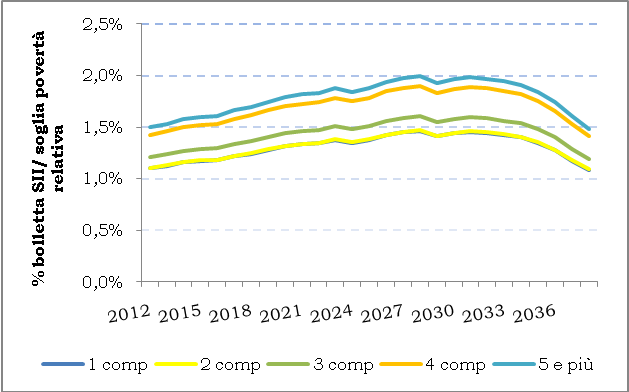 % bolletta SII/ soglia povertà
relativa
2,5%
2,0%
1,5%
1,0%
0,5%
0,0%
2012 2015 2018 2021 2024 2027 2030 2033 2036
1 comp 2 comp 3 comp 4 comp 5 e più